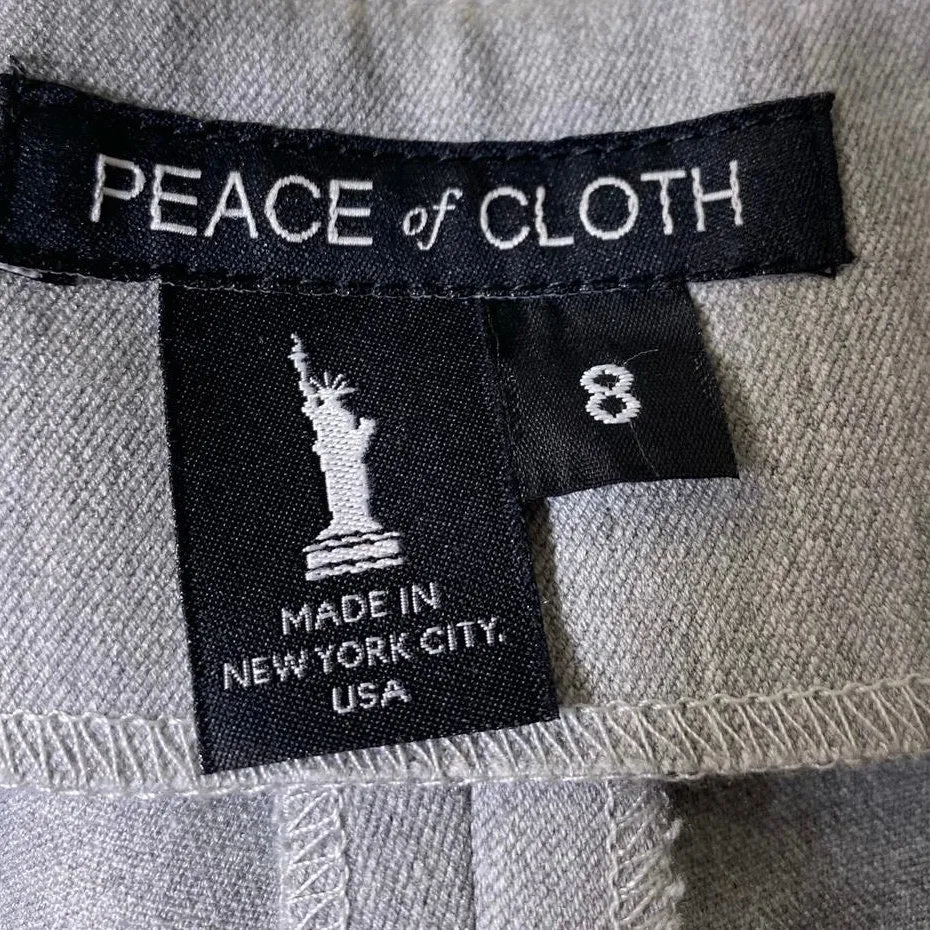 PEACE of CLOTH
8
MADE IN
NEW YORK CITY.
USA